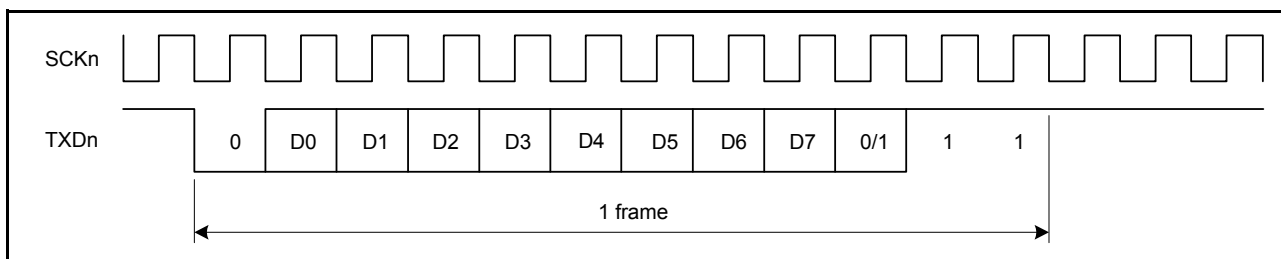 SCKn
TXDn
0 D0 D1 D2 D3 D4 D5 D6 D7 0/1 1 1
1 frame